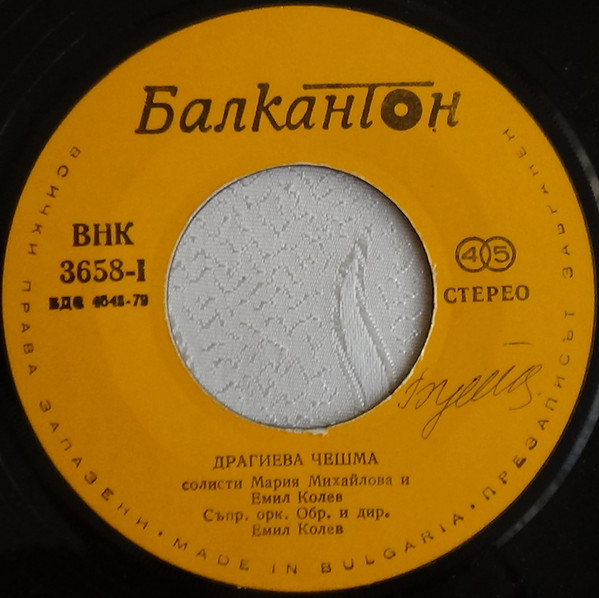 Балкантон
ВНК
3658-I
БДС 4048-79
45
СТЕРЕО
ДРАГИЕВА ЧЕШМА
солисти Мария Михайлова и
Емил Колев
Съпр. орк. Обр. и дир.
Емил Колев
ВСИЧКИ ПРАВА ЗАПАЗЕНИ • MADE IN BULGARIA • ПРЕЗАПИСЪТ ЗАБРАНЕН